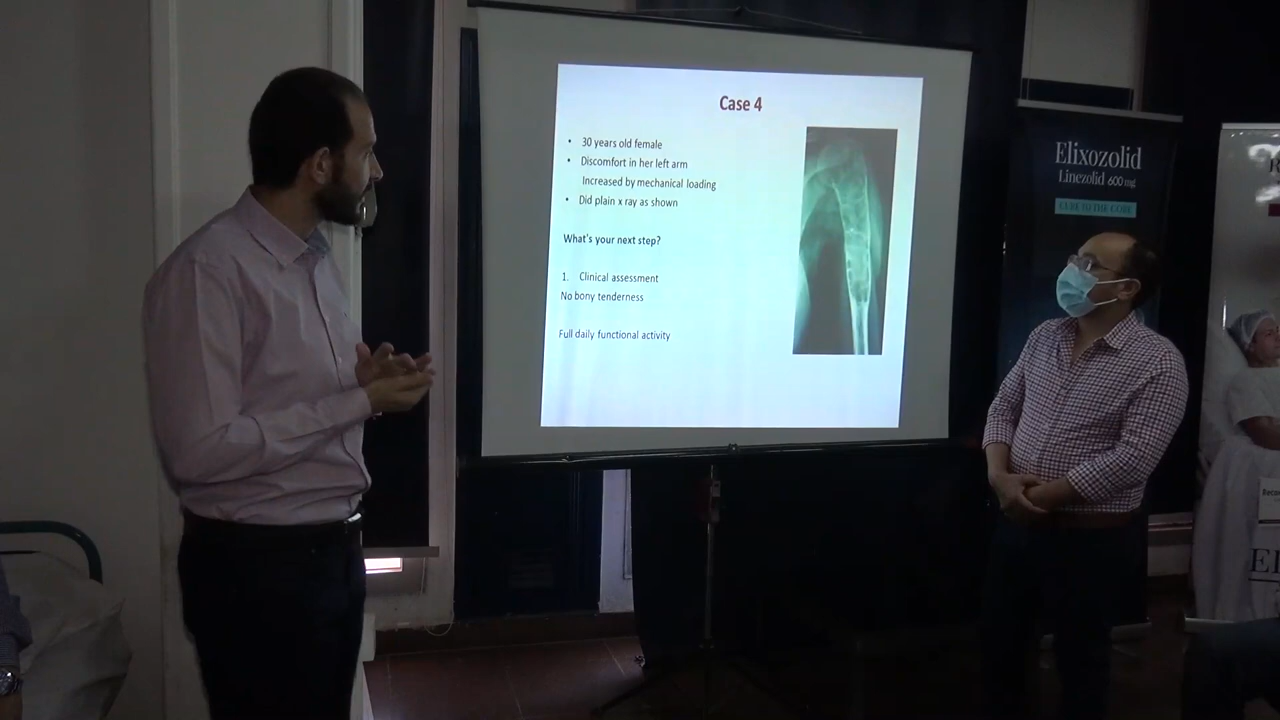 Case 4
• 30 years old female
• Discomfort in her left arm
Increased by mechanical loading
• Did plain x ray as shown
What's your next step?
1. Clinical assessment
No bony tenderness
Full daily functional activity
Elixozolid
Linezolid 600 mg